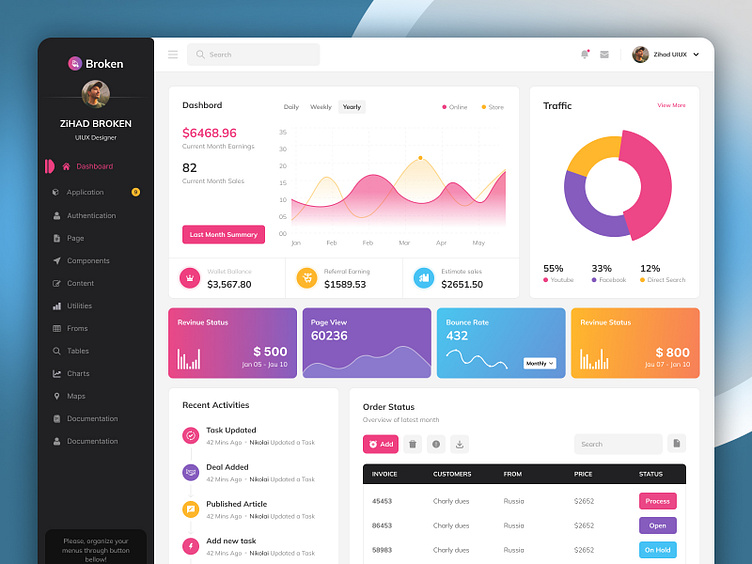 Broken
ZiHAD BROKEN
UIUX Designer
Dashboard
Application
Authentication
Page
Components
Content
Utilities
Froms
Tables
Charts
Maps
Documentation
Documentation
Please, organize your
menus through button
bellow!
Search
Zihad UIUX
Dashbord
Daily Weekly Yearly
Online Store
$6468.96
Current Month Earnings
82
Current Month Sales
Last Month Summary
35
30
20
15
10
05
00
Jan Feb Feb Mar Apr May
Wallet Ballance
$3,567.80
Referral Earning
$1589.53
Estimate sales
$2651.50
Traffic
View More
55% 33% 12%
Youtube Facebook Direct Search
Revinue Status
$ 500
Jan 05 - Jau 10
Page View
60236
Bounce Rate
432
Monthly
Revinue Status
$ 800
Jau 07 - Jan 10
Recent Activities
Task Updated
42 Mins Ago Nikolai Updated a Task
Deal Added
42 Mins Ago Nikolai Updated a Task
Published Article
42 Mins Ago Nikolai Updated a Task
Add new task
42 Mins Ago Nikolai Updated a Task
Order Status
Overview of latest month
Add
Search
INVOICE CUSTOMERS FROM PRICE STATUS
45453 Charly dues Russia $2652 Process
86453 Charly dues Russia $2652 Open
58983 Charly dues Russia $2652 On Hold